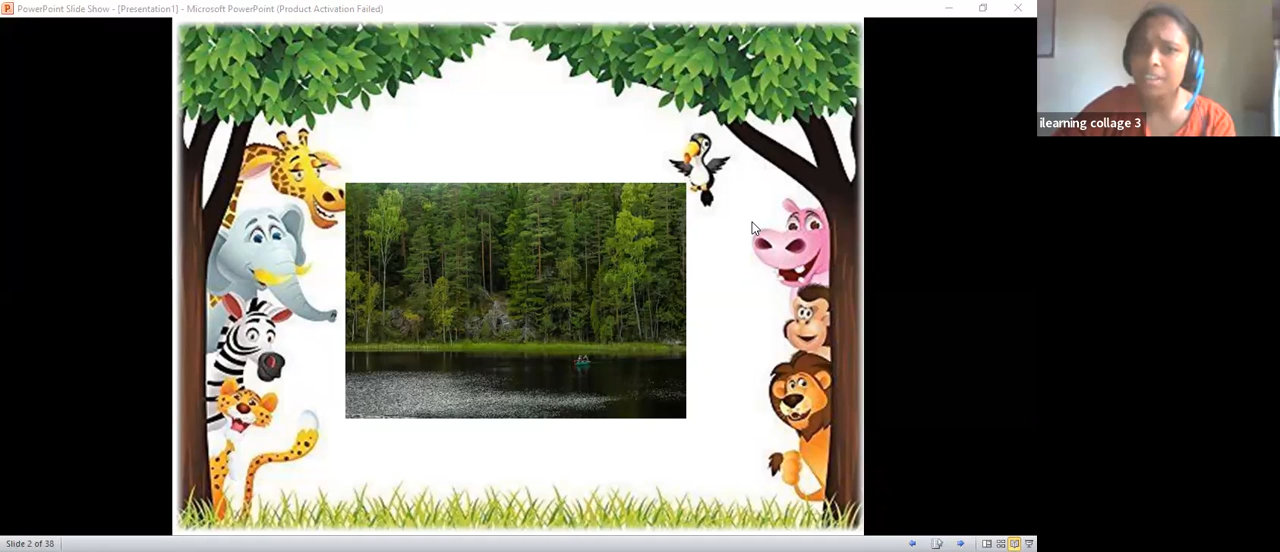 PowerPoint Slide Show - [Presentation1] - Microsoft PowerPoint (Product Activation Failed)
ilearning collage 3
Slide 2 of 38